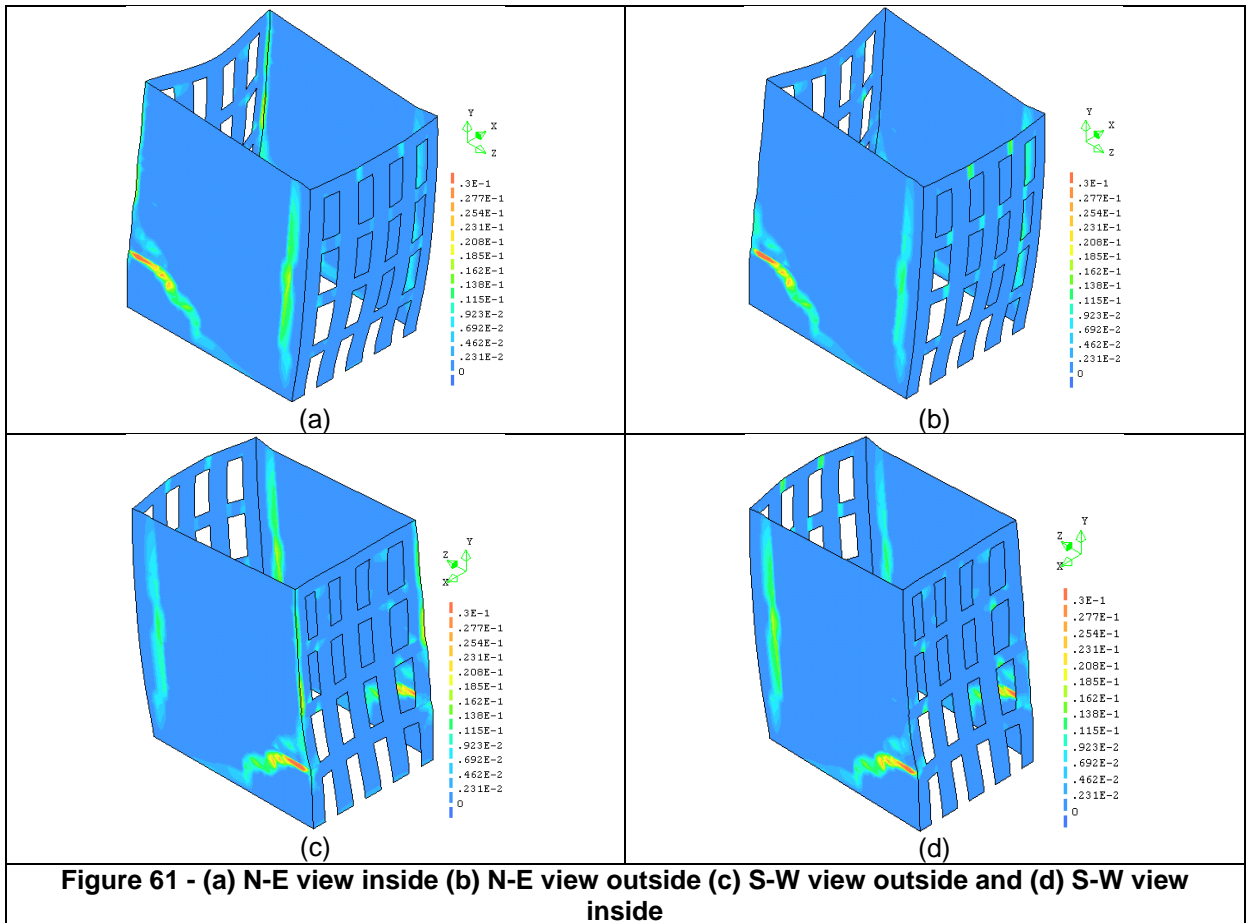 Y
X
Z
.3E-1
.277E-1
.254E-1
.231E-1
.208E-1
.185E-1
.162E-1
.138E-1
.115E-1
.923E-2
.692E-2
.462E-2
.231E-2
0
(a)
Y
X
Z
.3E-1
.277E-1
.254E-1
.231E-1
.208E-1
.185E-1
.162E-1
.138E-1
.115E-1
.923E-2
.692E-2
.462E-2
.231E-2
0
(b)
Z
Y
X
.3E-1
.277E-1
.254E-1
.231E-1
.208E-1
.185E-1
.162E-1
.138E-1
.115E-1
.923E-2
.692E-2
.462E-2
.231E-2
0
(c)
Z
Y
X
.3E-1
.277E-1
.254E-1
.231E-1
.208E-1
.185E-1
.162E-1
.138E-1
.115E-1
.923E-2
.692E-2
.462E-2
.231E-2
0
(d)
Figure 61 - (a) N-E view inside (b) N-E view outside (c) S-W view outside and (d) S-W view
inside